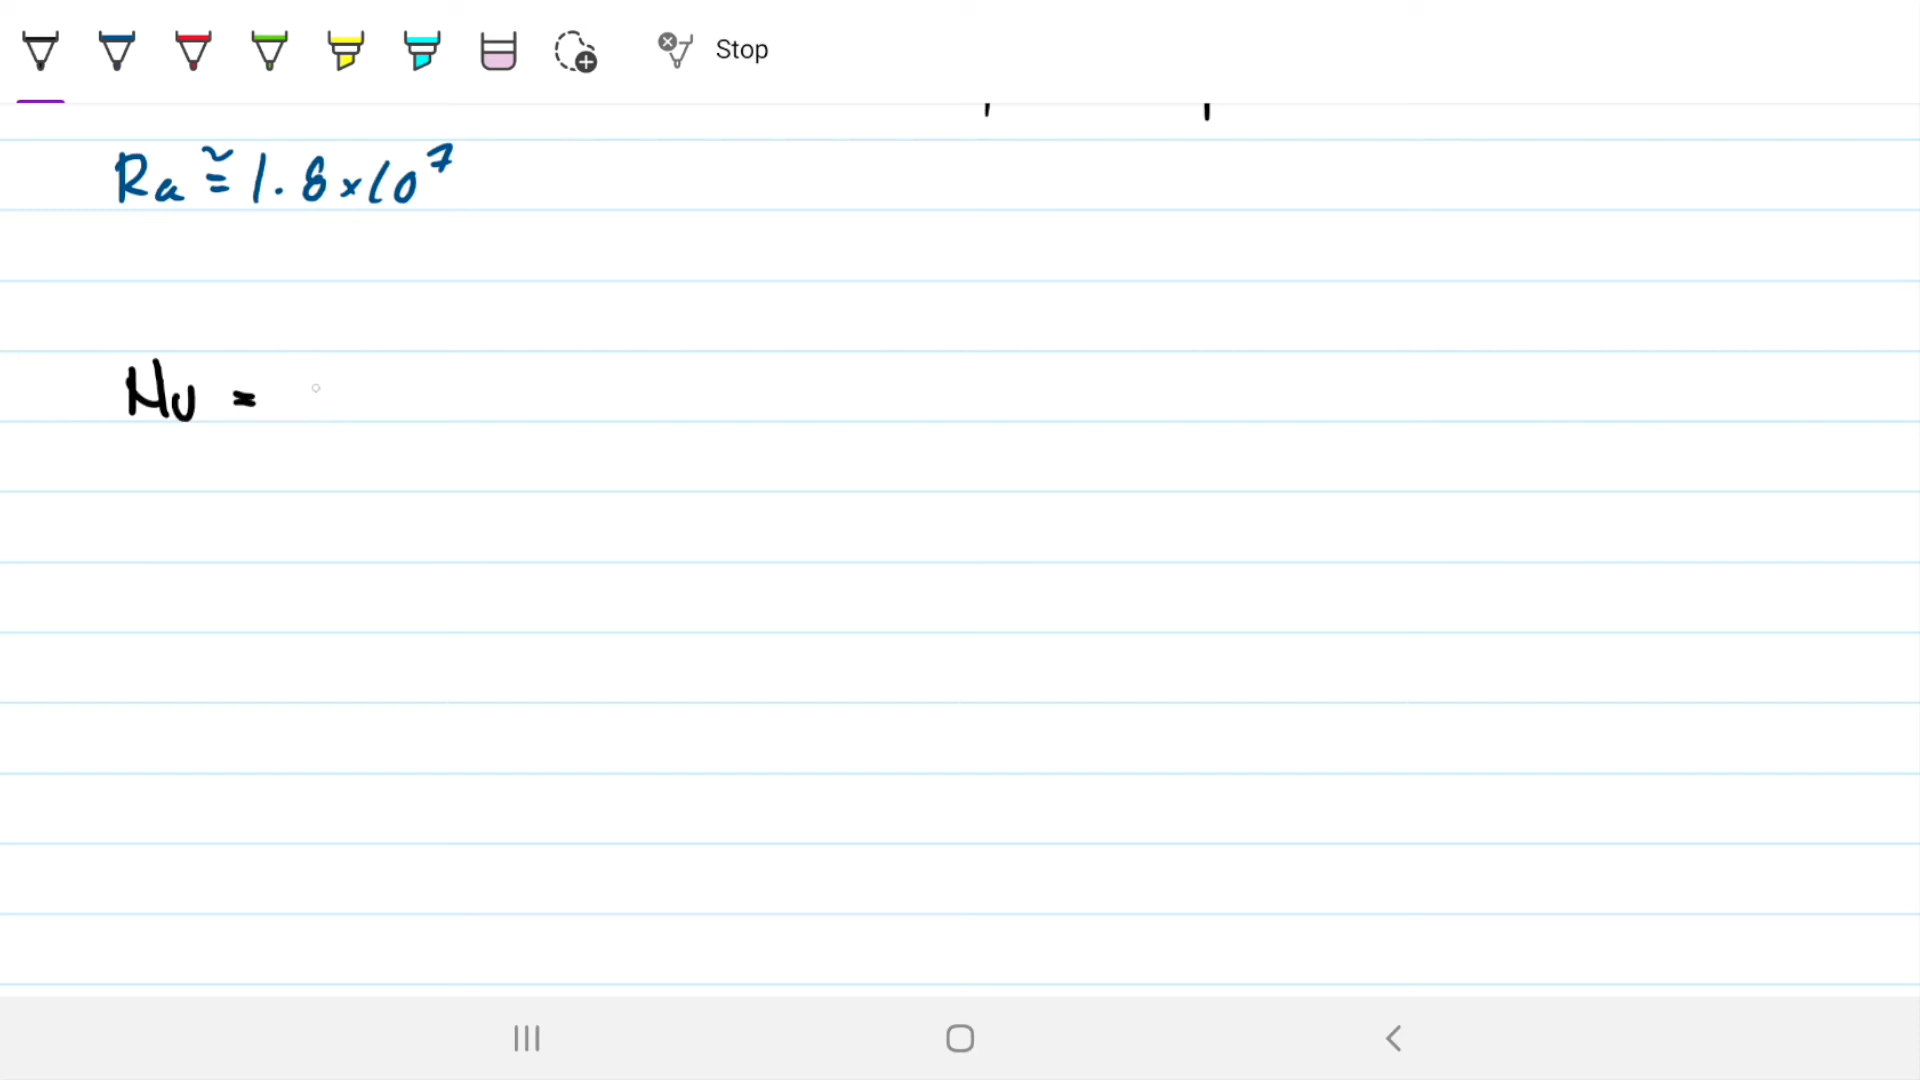 Stop
Ra ≅ 1.8×10⁷
Nu =